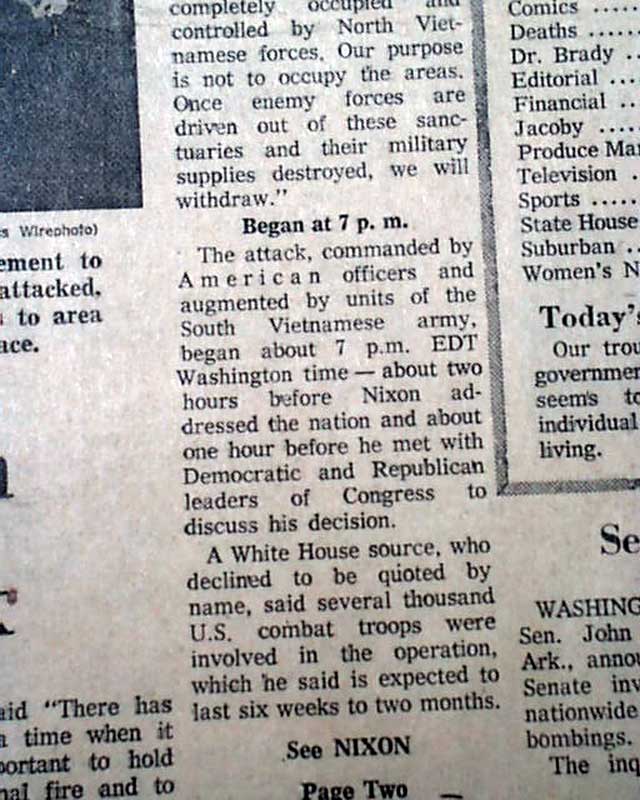 s Wirephoto)
ement to
attacked,
to area
ace.
aid "There has
a time when it
portant to hold
nal fire and to
completely occupied and
controlled by North Viet-
namese forces. Our purpose
is not to occupy the areas.
Once enemy forces are
driven out of these sanc-
tuaries and their military
supplies destroyed, we will
withdraw."
Began at 7 p. m.
The attack, commanded by
American officers and
augmented by units of the
South Vietnamese army,
began about 7 p.m. EDT
Washington time — about two
hours before Nixon ad-
dressed the nation and about
one hour before he met with
Democratic and Republican
leaders of Congress to
discuss his decision.
A White House source, who
declined to be quoted by
name, said several thousand
U.S. combat troops were
involved in the operation,
which he said is expected to
last six weeks to two months.
See NIXON
Page Two
Comics .....
Deaths .....
Dr. Brady ..
Editorial ...
Financial ..
Jacoby ....
Produce Mar
Television .
Sports .....
State House
Suburban ..
Women's N
Today's
Our trou
governmen
seems to
individual
living.
Se
WASHING
Sen. John
Ark., annou
Senate inv
nationwide
bombings.
The inq